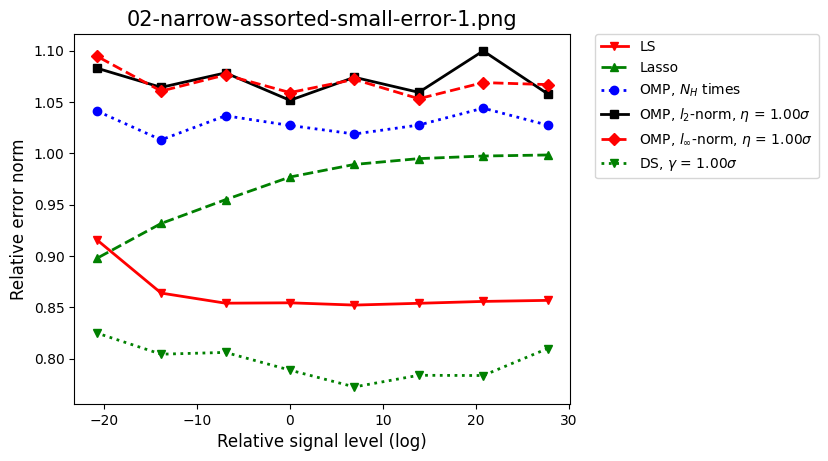 02-narrow-assorted-small-error-1.png
1.10
1.05
1.00
0.95
0.90
0.85
0.80
Relative error norm
−20
−10
0
10
20
30
Relative signal level (log)
LS
Lasso
OMP, $N_H$ times
OMP, $l_2$-norm, $\eta$ = 1.00$\sigma$
OMP, $l_\infty$-norm, $\eta$ = 1.00$\sigma$
DS, $\gamma$ = 1.00$\sigma$